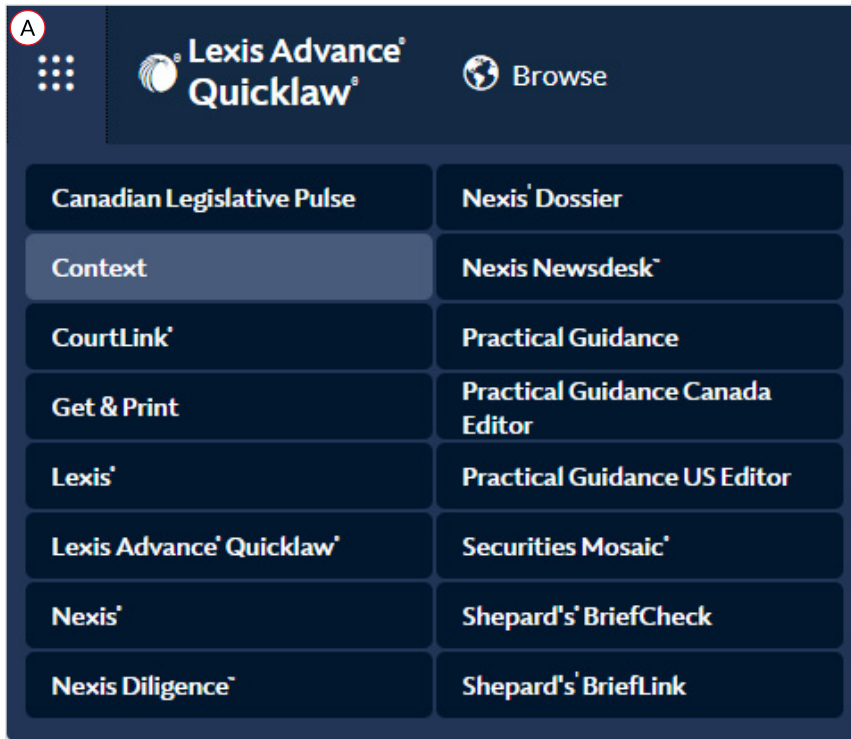 A
Lexis Advance®
Quicklaw®
Browse
Canadian Legislative Pulse
Context
CourtLink®
Get & Print
Lexis®
Lexis Advance® Quicklaw®
Nexis®
Nexis Diligence™
Nexis® Dossier
Nexis Newsdesk™
Practical Guidance
Practical Guidance Canada
Editor
Practical Guidance US Editor
Securities Mosaic®
Shepard's® BriefCheck
Shepard's® BriefLink